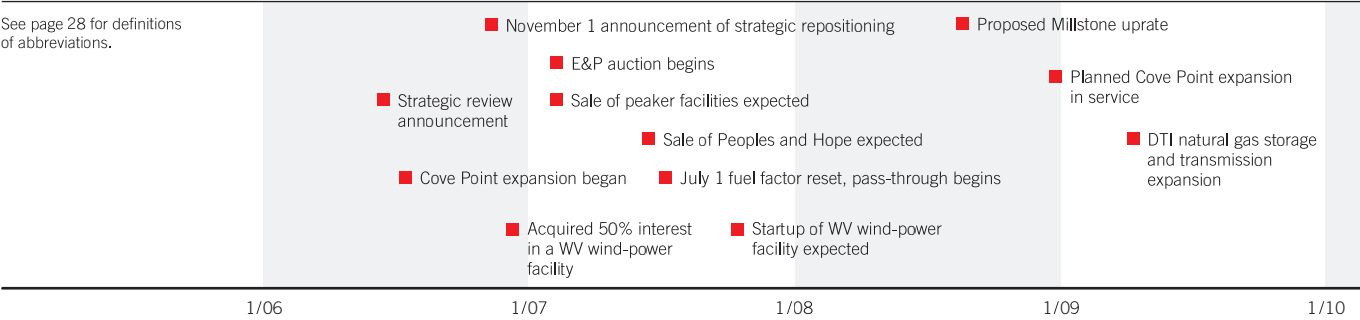 See page 28 for definitions
of abbreviations.
November 1 announcement of strategic repositioning
Proposed Millstone uprate
E&P auction begins
Planned Cove Point expansion
in service
Strategic review
announcement
Sale of peaker facilities expected
Sale of Peoples and Hope expected
DTI natural gas storage
and transmission
expansion
Cove Point expansion began
July 1 fuel factor reset, pass-through begins
Acquired 50% interest
in a WV wind-power
facility
Startup of WV wind-power
facility expected
1/06
1/07
1/08
1/09
1/10